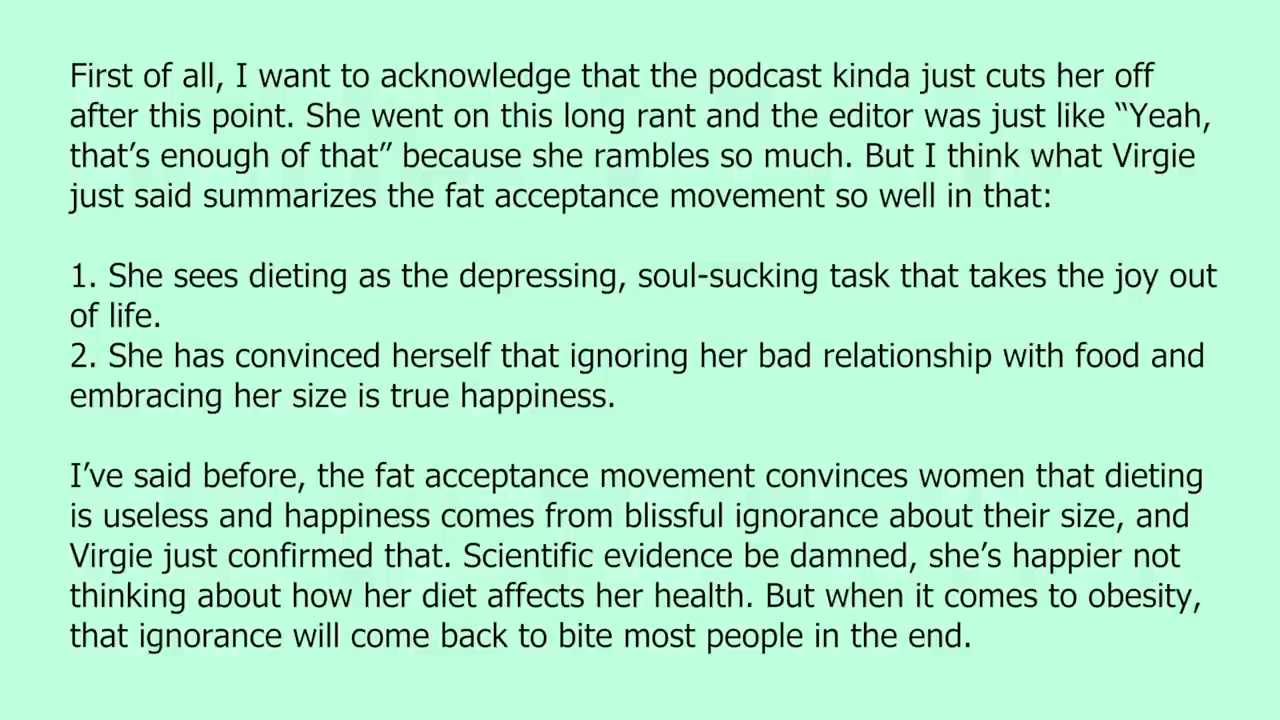 First of all, I want to acknowledge that the podcast kinda just cuts her off
after this point. She went on this long rant and the editor was just like “Yeah,
that’s enough of that” because she rambles so much. But I think what Virgie
just said summarizes the fat acceptance movement so well in that:
1. She sees dieting as the depressing, soul-sucking task that takes the joy out
of life.
2. She has convinced herself that ignoring her bad relationship with food and
embracing her size is true happiness.
I’ve said before, the fat acceptance movement convinces women that dieting
is useless and happiness comes from blissful ignorance about their size, and
Virgie just confirmed that. Scientific evidence be damned, she’s happier not
thinking about how her diet affects her health. But when it comes to obesity,
that ignorance will come back to bite most people in the end.